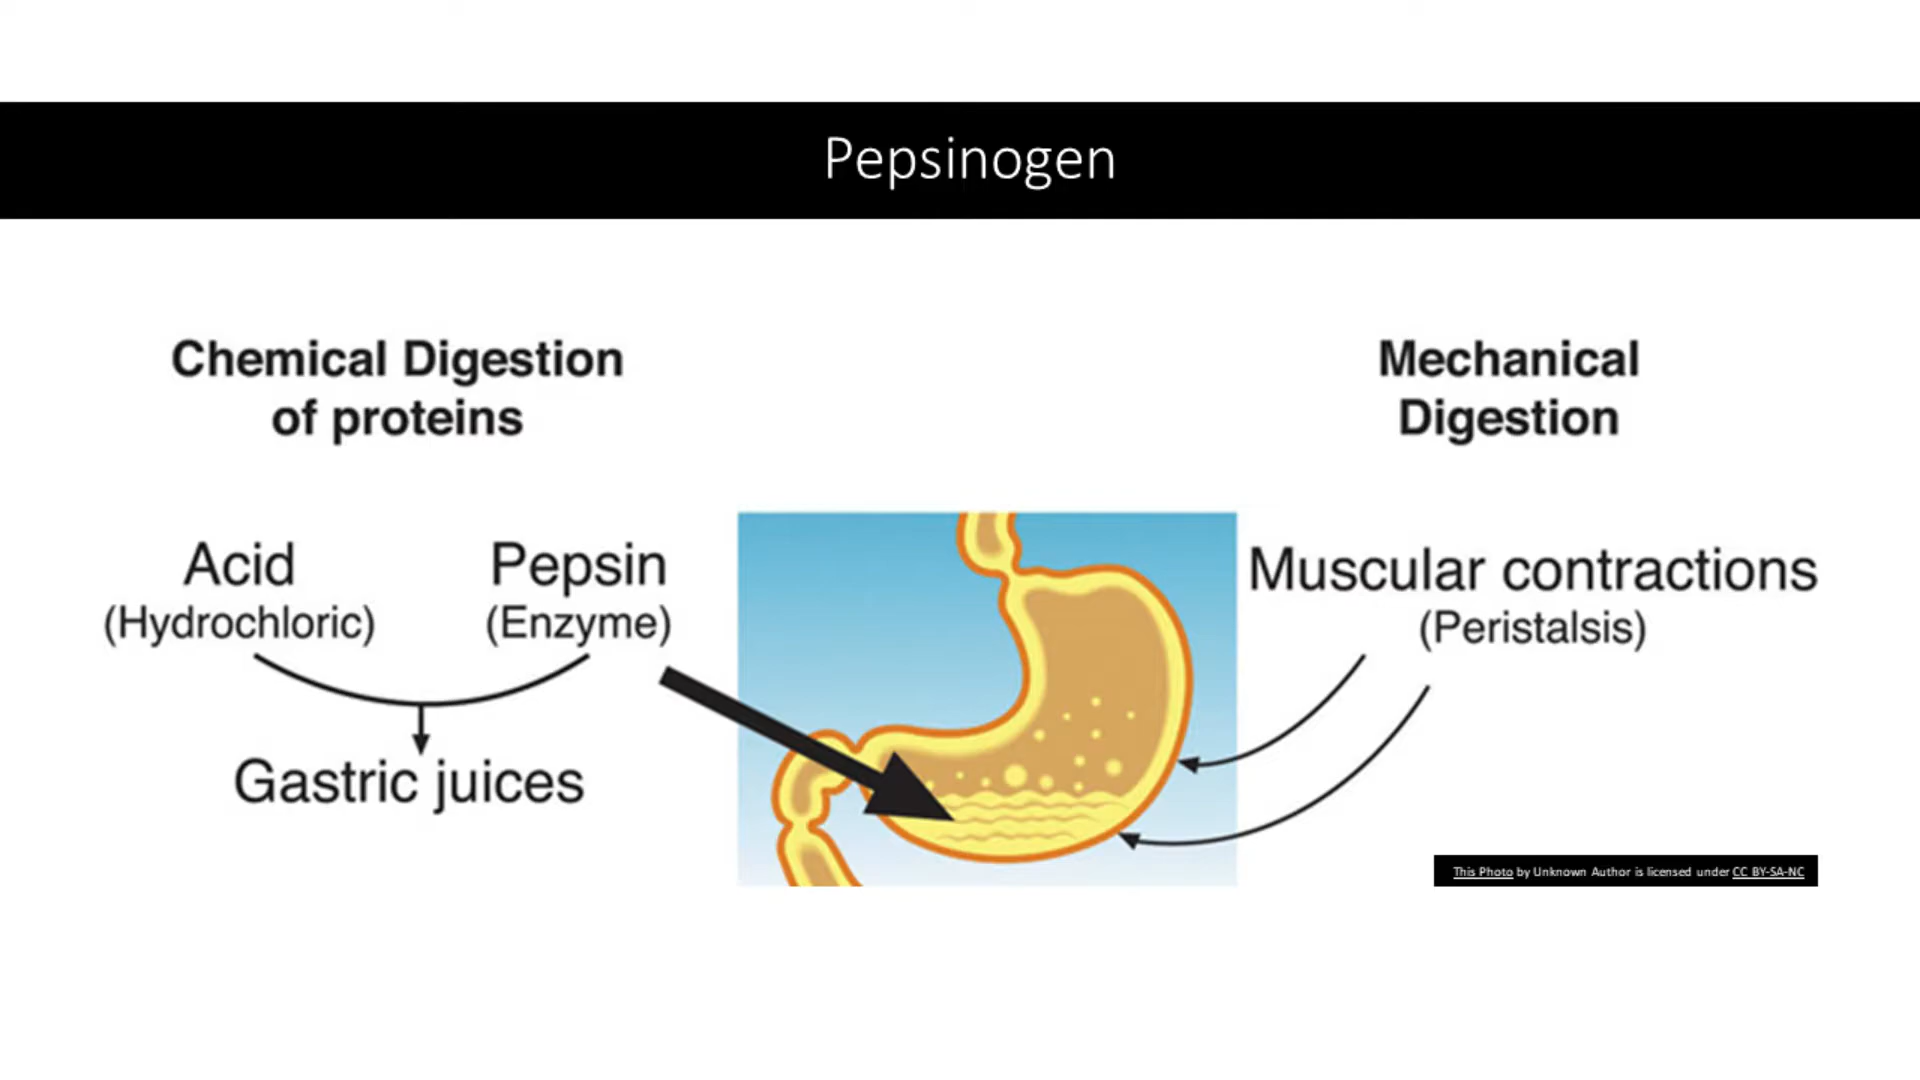 Pepsinogen
Chemical Digestion
of proteins
Mechanical
Digestion
Acid
(Hydrochloric)
Pepsin
(Enzyme)
Muscular contractions
(Peristalsis)
Gastric juices
This Photo by Unknown Author is licensed under CC BY-SA-NC